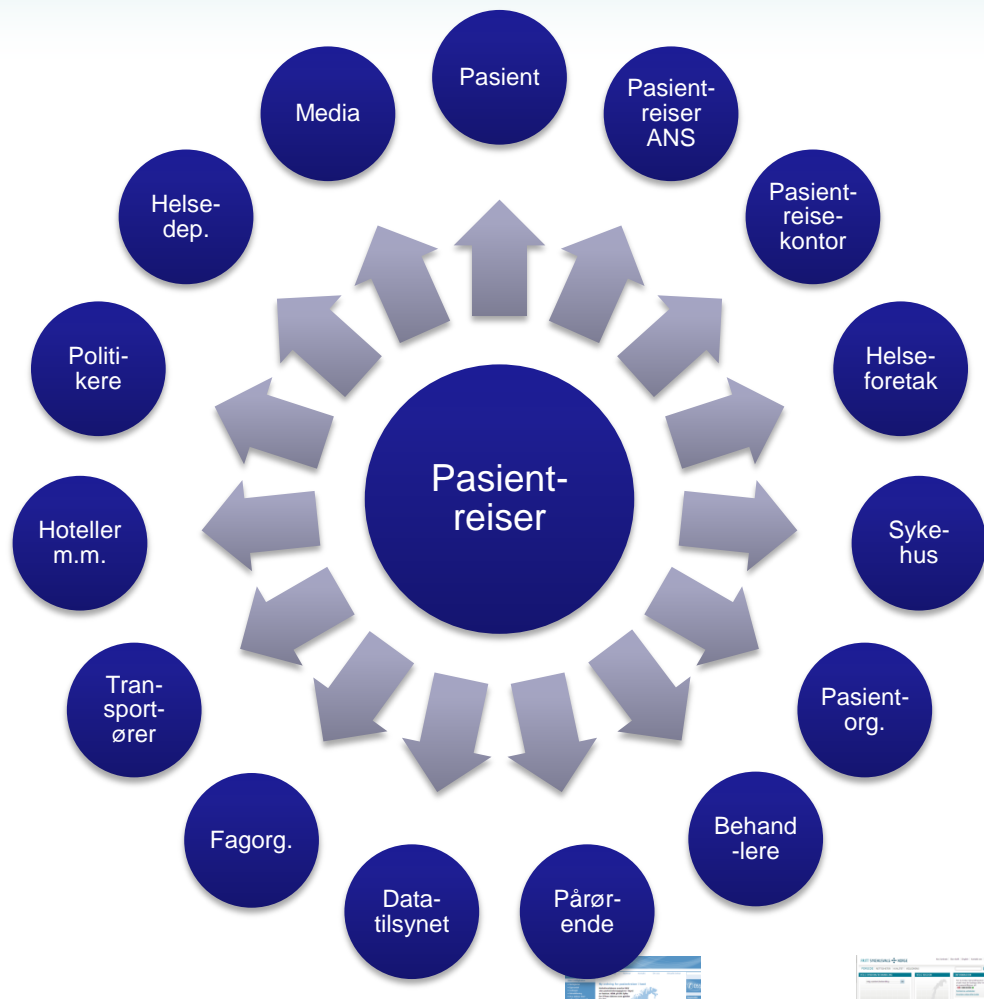 Pasient
Pasient-
reiser
ANS
Pasient-
reise-
kontor
Helse-
foretak
Syke-
hus
Pasient-
org.
Behand
-lere
Pårør-
ende
Data-
tilsynet
Fagorg.
Tran-
sport-
ører
Hoteller
m.m.
Politi-
kere
Helse-
dep.
Media
Pasient-
reiser